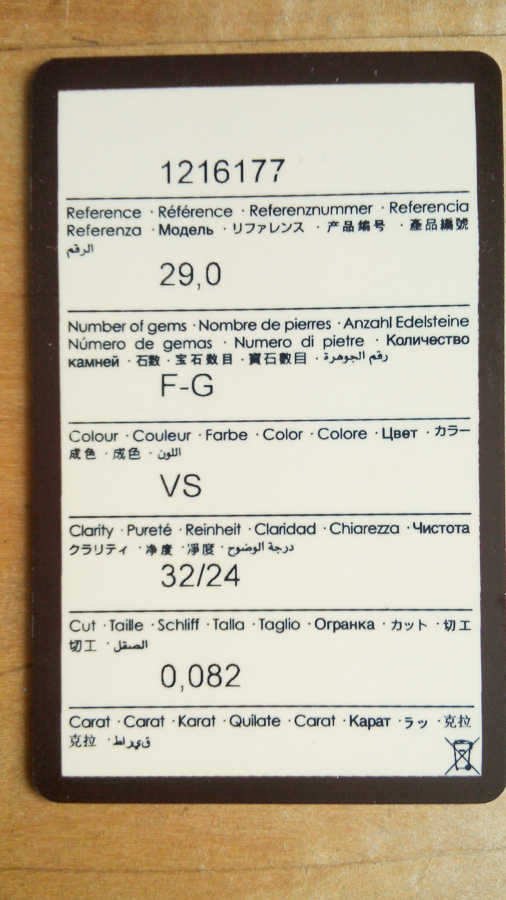 1216177
Reference · Référence · Referenznummer · Referencia
Referenza · Модель · リファレンス · 产品编号 · 產品編號
الرقم
29,0
Number of gems · Nombre de pierres · Anzahl Edelsteine
Número de gemas · Numero di pietre · Количество
камней · 石数 · 宝石数目 · 寶石數目 · رقم الجوهرة
F-G
Colour · Couleur · Farbe · Color · Colore · Цвет · カラー
成色 · 成色 · اللون
VS
Clarity · Pureté · Reinheit · Claridad · Chiarezza · Чистота
クラリティ · 净度 · 淨度 · درجة الوضوح
32/24
Cut · Taille · Schliff · Talla · Taglio · Огранка · カット · 切工
切工 · الصقل
0,082
Carat · Carat · Karat · Quilate · Carat · Карат · ラッ · 克拉
克拉 · قيراط